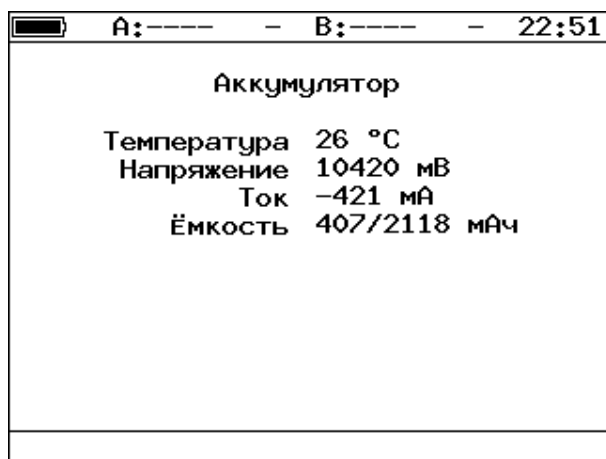 A:---- - B:---- - 22:51
Аккумулятор
Температура 26 °C
Напряжение 10420 мВ
Ток -421 мА
Ёмкость 407/2118 мАч